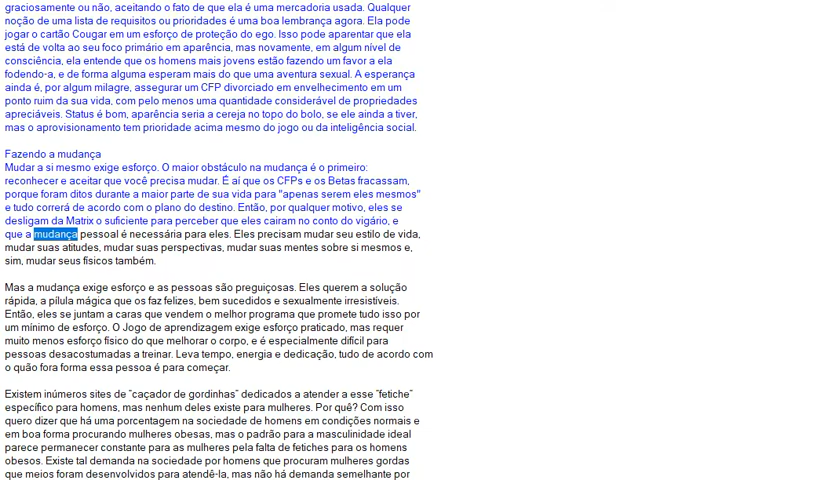 graciosamente ou não, aceitando o fato de que ela é uma mercadoria usada. Qualquer
noção de uma lista de requisitos ou prioridades é uma boa lembrança agora. Ela pode
jogar o cartão Cougar em um esforço de proteção do ego. Isso pode aparentar que ela
está de volta ao seu foco primário em aparência, mas novamente, em algum nível de
consciência, ela entende que os homens mais jovens estão fazendo um favor a ela
fodendo-a, e de forma alguma esperam mais do que uma aventura sexual. A esperança
ainda é, por algum milagre, assegurar um CFP divorciado em envelhecimento em um
ponto ruim da sua vida, com pelo menos uma quantidade considerável de propriedades
apreciáveis. Status é bom, aparência seria a cereja no topo do bolo, se ele ainda a tiver,
mas o aprovisionamento tem prioridade acima mesmo do jogo ou da inteligência social.
Fazendo a mudança
Mudar a si mesmo exige esforço. O maior obstáculo na mudança é o primeiro:
reconhecer e aceitar que você precisa mudar. É aí que os CFPs e os Betas fracassam,
porque foram ditos durante a maior parte de sua vida para "apenas serem eles mesmos"
e tudo correrá de acordo com o plano do destino. Então, por qualquer motivo, eles se
desligam da Matrix o suficiente para perceber que eles cairam no conto do vigário, e
que a mudança pessoal é necessária para eles. Eles precisam mudar seu estilo de vida,
mudar suas atitudes, mudar suas perspectivas, mudar suas mentes sobre si mesmos e,
sim, mudar seus físicos também.
Mas a mudança exige esforço e as pessoas são preguiçosas. Eles querem a solução
rápida, a pílula mágica que os faz felizes, bem sucedidos e sexualmente irresistíveis.
Então, eles se juntam a caras que vendem o melhor programa que promete tudo isso por
um mínimo de esforço. O Jogo de aprendizagem exige esforço praticado, mas requer
muito menos esforço físico do que melhorar o corpo, e é especialmente difícil para
pessoas desacostumadas a treinar. Leva tempo, energia e dedicação, tudo de acordo com
o quão fora forma essa pessoa é para começar.
Existem inúmeros sites de "caçador de gordinhas" dedicados a atender a esse "fetiche"
específico para homens, mas nenhum deles existe para mulheres. Por quê? Com isso
quero dizer que há uma porcentagem na sociedade de homens em condições normais e
em boa forma procurando mulheres obesas, mas o padrão para a masculinidade ideal
parece permanecer constante para as mulheres pela falta de fetiches para os homens
obesos. Existe tal demanda na sociedade por homens que procuram mulheres gordas
que meios foram desenvolvidos para atendê-la, mas não há demanda semelhante por